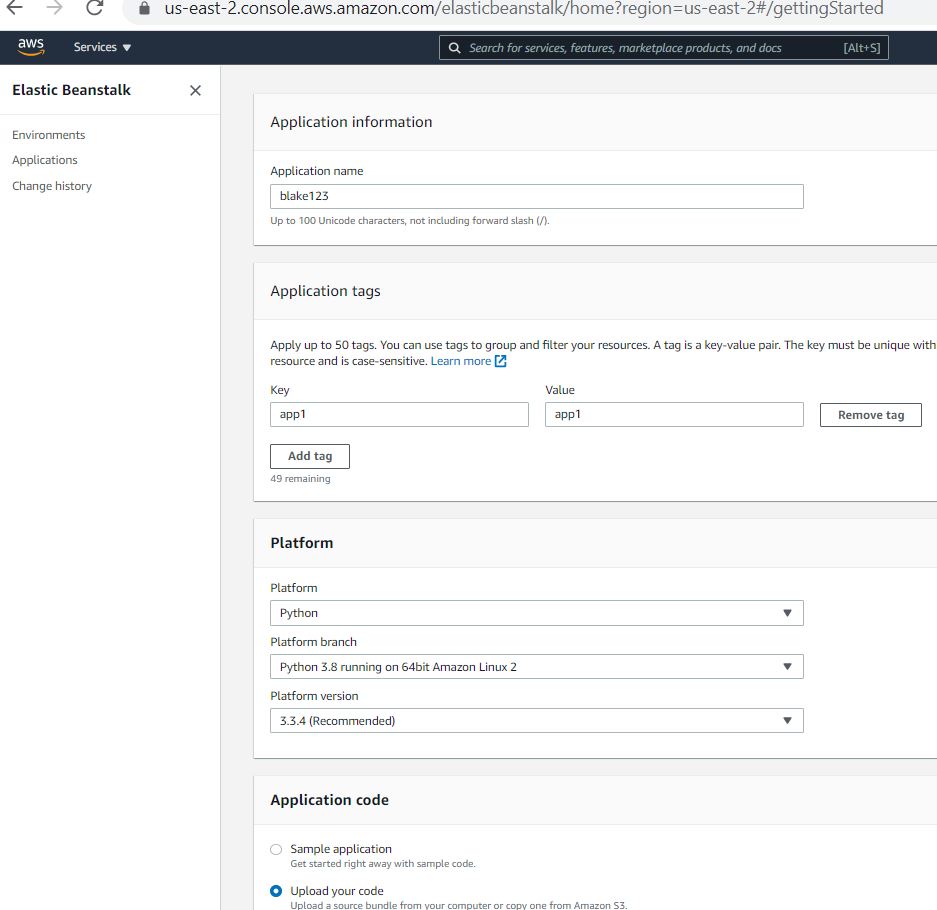 us-east-2.console.aws.amazon.com/elasticbeanstalk/home?region=us-east-2#/gettingStarted
aws
Services
Search for services, features, marketplace products, and docs
[Alt+S]
Elastic Beanstalk
Environments
Applications
Change history
Application information
Application name
blake123
Up to 100 Unicode characters, not including forward slash (/).
Application tags
Apply up to 50 tags. You can use tags to group and filter your resources. A tag is a key-value pair. The key must be unique with
resource and is case-sensitive. Learn more
Key Value
app1 app1 Remove tag
Add tag
49 remaining
Platform
Platform
Python
Platform branch
Python 3.8 running on 64bit Amazon Linux 2
Platform version
3.3.4 (Recommended)
Application code
Sample application
Get started right away with sample code.
Upload your code
Upload a source bundle from your computer or copy one from Amazon S3.